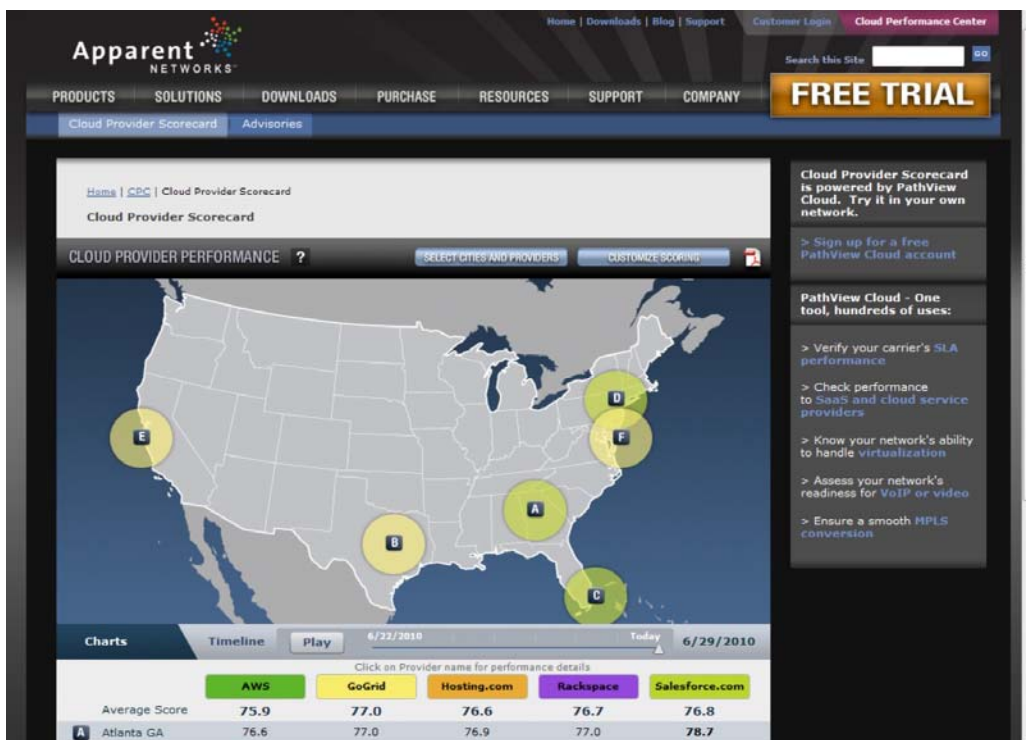 Home | Downloads | Blog | Support
Customer Login
Cloud Performance Center
Apparent
NETWORKS
Search this Site
GO
PRODUCTS SOLUTIONS DOWNLOADS PURCHASE RESOURCES SUPPORT COMPANY
FREE TRIAL
Cloud Provider Scorecard Advisories
Home | CPC | Cloud Provider Scorecard
Cloud Provider Scorecard
CLOUD PROVIDER PERFORMANCE ?
SELECT CITIES AND PROVIDERS
CUSTOMIZE SCORING
D
E
F
A
B
C
Charts
Timeline
Play
6/22/2010
Today
6/29/2010
Click on Provider name for performance details
AWS GoGrid Hosting.com Rackspace Salesforce.com
Average Score 75.9 77.0 76.6 76.7 76.8
A Atlanta GA 76.6 77.0 76.9 77.0 78.7
Cloud Provider Scorecard
is powered by PathView
Cloud. Try it in your own
network.
> Sign up for a free
PathView Cloud account
PathView Cloud - One
tool, hundreds of uses:
> Verify your carrier's SLA
performance
> Check performance
to SaaS and cloud service
providers
> Know your network's ability
to handle virtualization
> Assess your network's
readiness for VoIP or video
> Ensure a smooth MPLS
conversion